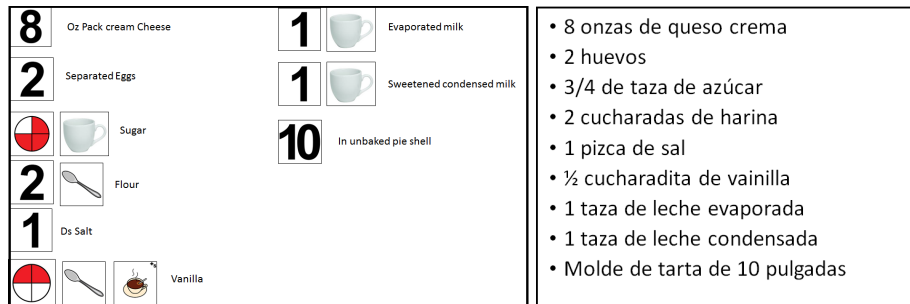 8 Oz Pack cream Cheese
2 Separated Eggs
Sugar
2 Flour
1 Ds Salt
Vanilla
1 Evaporated milk
1 Sweetened condensed milk
10 In unbaked pie shell
• 8 onzas de queso crema
• 2 huevos
• 3/4 de taza de azúcar
• 2 cucharadas de harina
• 1 pizca de sal
• ½ cucharadita de vainilla
• 1 taza de leche evaporada
• 1 taza de leche condensada
• Molde de tarta de 10 pulgadas